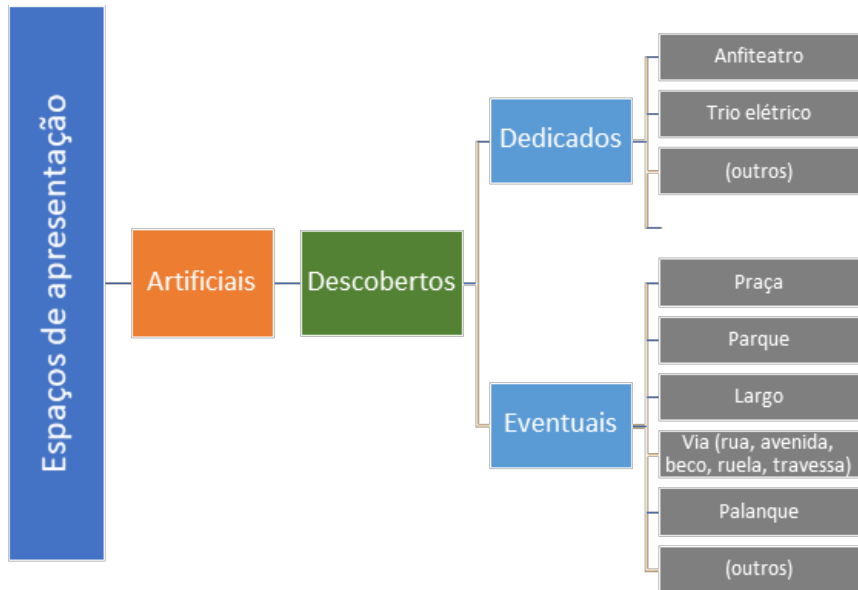 Espaços de apresentação
Artificiais
Descobertos
Dedicados
Anfiteatro
Trio elétrico
(outros)
Eventuais
Praça
Parque
Largo
Via (rua, avenida,
beco, ruela, travessa)
Palanque
(outros)